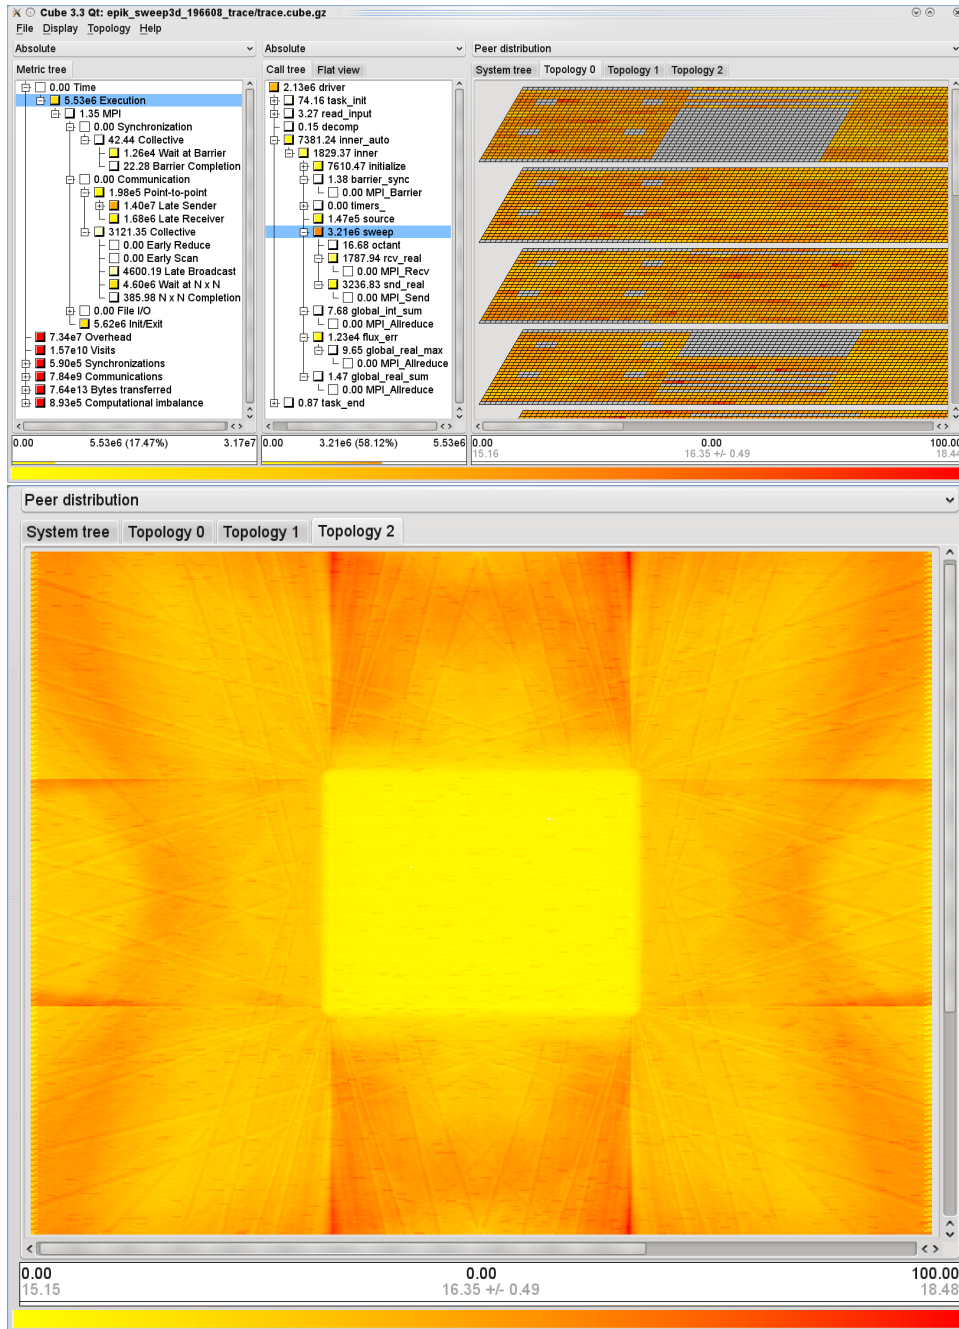 Cube 3.3 Qt: epik_sweep3d_196608_trace/trace.cube.gz
File Display Topology Help
Absolute
Absolute
Peer distribution
Metric tree
Call tree Flat view
System tree Topology 0 Topology 1 Topology 2
0.00 Time
5.53e6 Execution
1.35 MPI
0.00 Synchronization
42.44 Collective
1.26e4 Wait at Barrier
22.28 Barrier Completion
0.00 Communication
1.98e5 Point-to-point
1.40e7 Late Sender
1.68e6 Late Receiver
3121.35 Collective
0.00 Early Reduce
0.00 Early Scan
4600.19 Late Broadcast
4.60e6 Wait at N x N
385.98 N x N Completion
0.00 File I/O
5.62e6 Init/Exit
7.34e7 Overhead
1.57e10 Visits
5.90e5 Synchronizations
7.84e9 Communications
7.64e13 Bytes transferred
8.93e5 Computational imbalance
2.13e6 driver
74.16 task_init
3.27 read_input
0.15 decomp
7381.24 inner_auto
1829.37 inner
7610.47 initialize
1.38 barrier_sync
0.00 MPI_Barrier
0.00 timers_
1.47e5 source
3.21e6 sweep
16.68 octant
1787.94 rcv_real
0.00 MPI_Recv
3236.83 snd_real
0.00 MPI_Send
7.68 global_int_sum
0.00 MPI_Allreduce
1.23e4 flux_err
9.65 global_real_max
0.00 MPI_Allreduce
1.47 global_real_sum
0.00 MPI_Allreduce
0.87 task_end
0.00 5.53e6 (17.47%) 3.17e7
0.00 3.21e6 (58.12%) 5.53e6
0.00 0.00 100.00
15.16 16.35 +/- 0.49 18.44
Peer distribution
System tree Topology 0 Topology 1 Topology 2
0.00 0.00 100.00
15.15 16.35 +/- 0.49 18.48